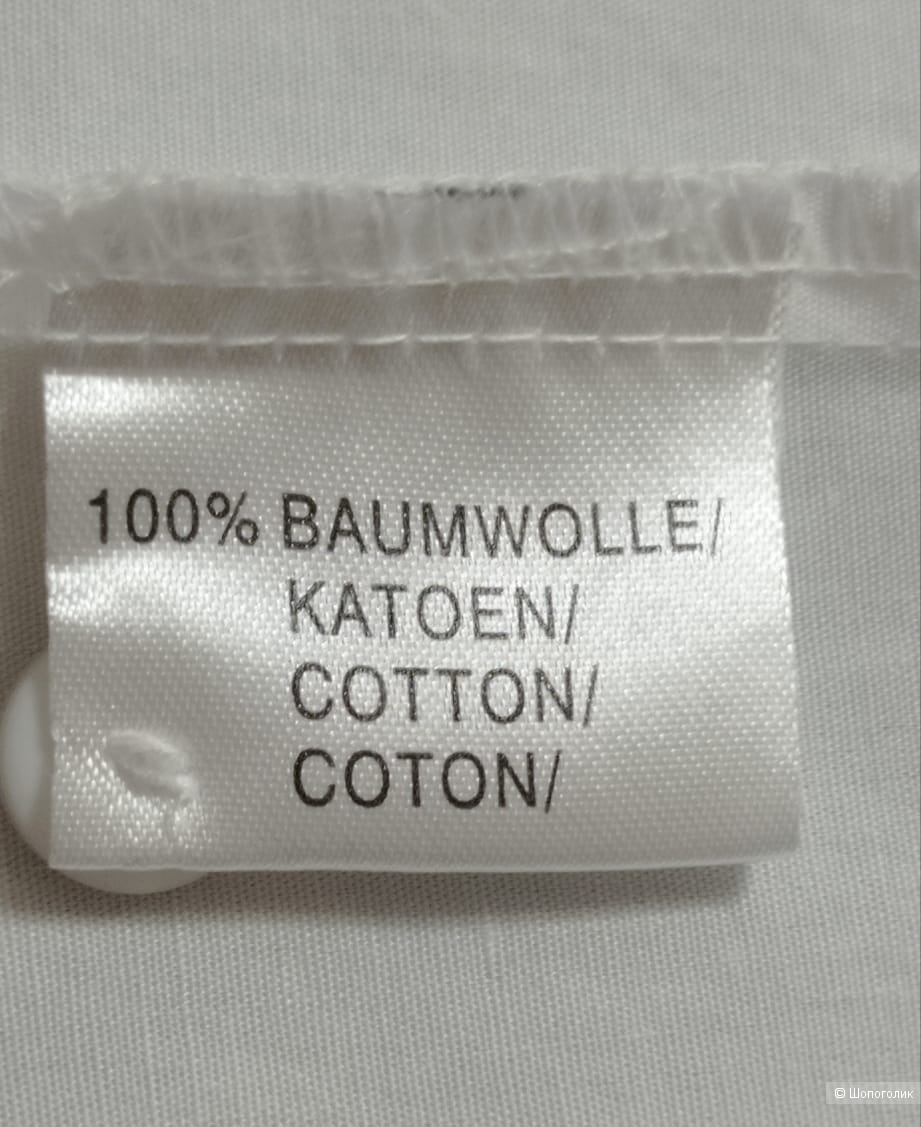 100% BAUMWOLLE/
KATOEN/
COTTON/
COTON/
© Шопоголик